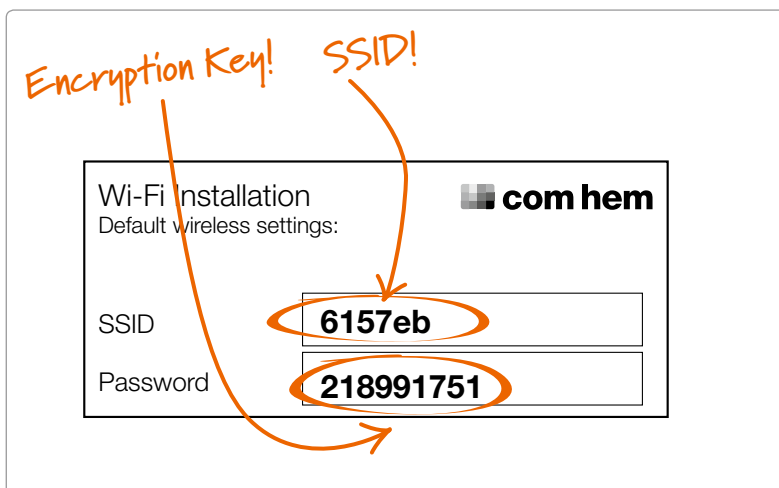 Encryption Key! SSID!
Wi-Fi Installation
com hem
Default wireless settings:
SSID 6157eb
Password 218991751